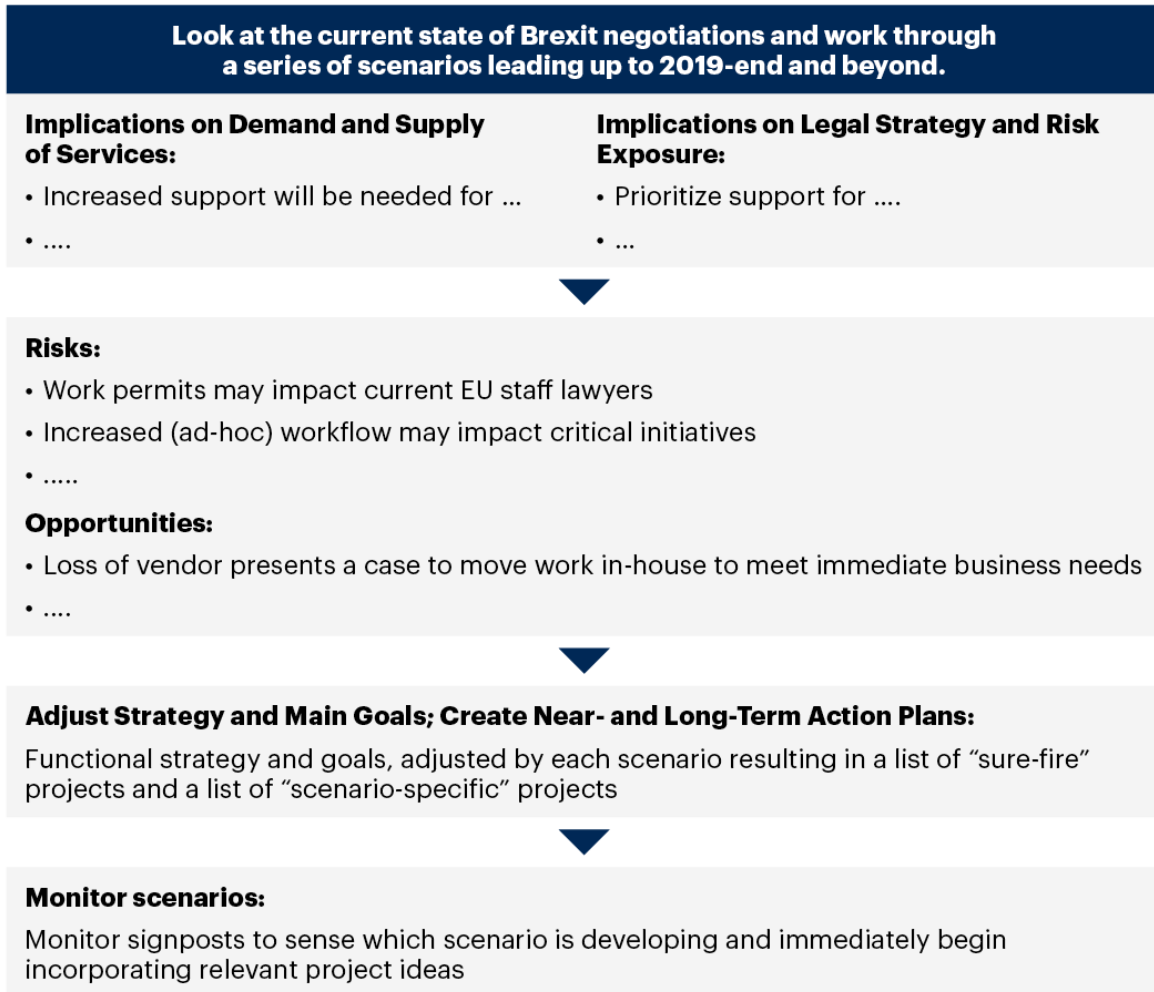 Look at the current state of Brexit negotiations and work through
a series of scenarios leading up to 2019-end and beyond.
Implications on Demand and Supply
of Services:
• Increased support will be needed for ...
• ....
Implications on Legal Strategy and Risk
Exposure:
• Prioritize support for ....
• ...
Risks:
• Work permits may impact current EU staff lawyers
• Increased (ad-hoc) workflow may impact critical initiatives
• .....
Opportunities:
• Loss of vendor presents a case to move work in-house to meet immediate business needs
• ....
Adjust Strategy and Main Goals; Create Near- and Long-Term Action Plans:
Functional strategy and goals, adjusted by each scenario resulting in a list of “sure-fire”
projects and a list of “scenario-specific” projects
Monitor scenarios:
Monitor signposts to sense which scenario is developing and immediately begin
incorporating relevant project ideas